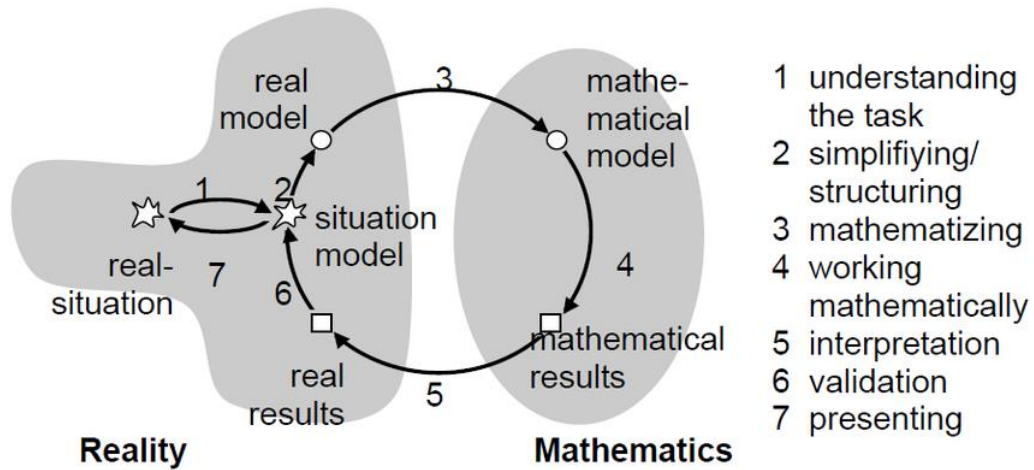 real
model
3
mathe-
matical
model
1
2
situation
model
real-
situation
7
6
4
mathematical
results
real
results
5
Reality
Mathematics
1 understanding
the task
2 simplifiying/
structuring
3 mathematizing
4 working
mathematically
5 interpretation
6 validation
7 presenting